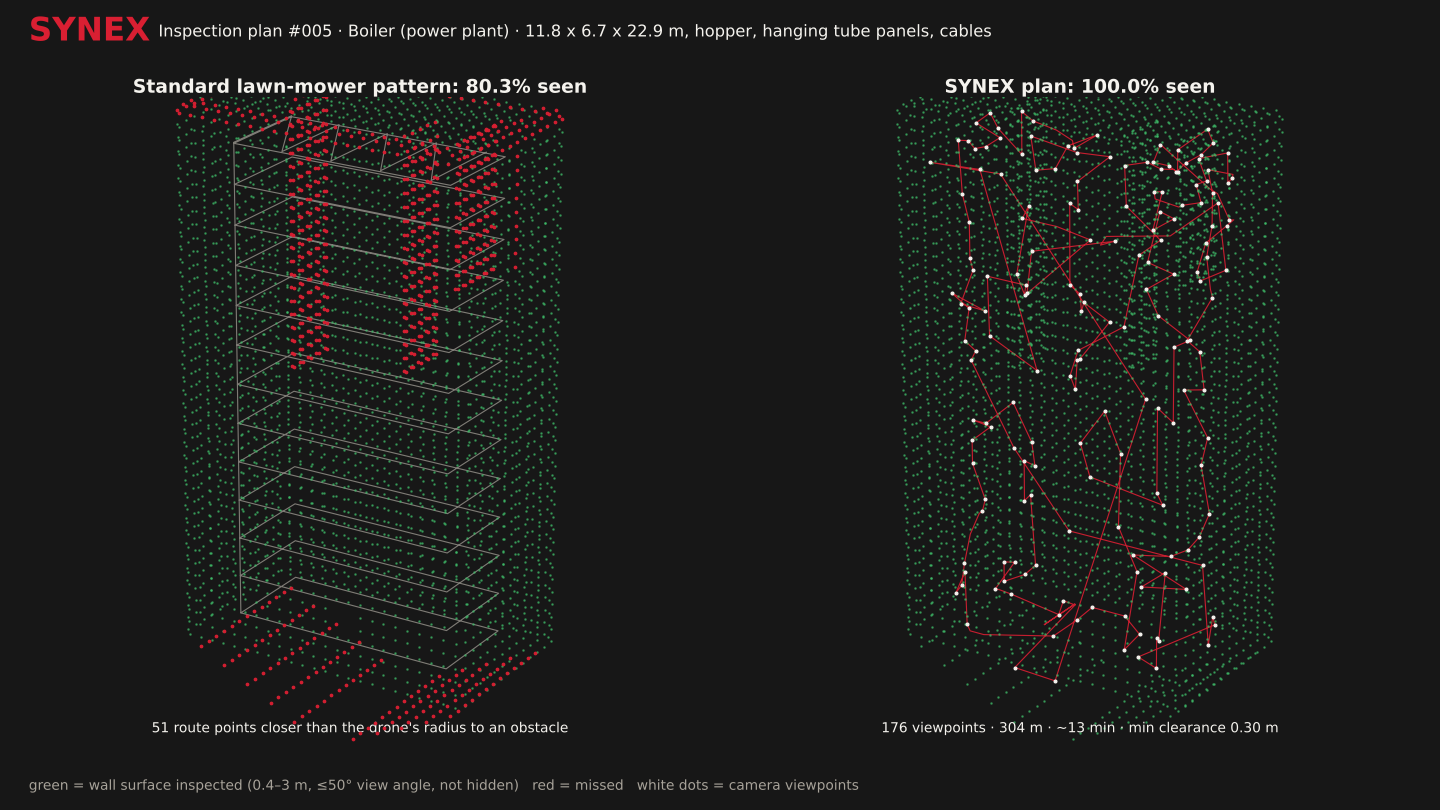 SYNEX Inspection plan #005 · Boiler (power plant) · 11.8 x 6.7 x 22.9 m, hopper, hanging tube panels, cables
Standard lawn-mower pattern: 80.3% seen
SYNEX plan: 100.0% seen
51 route points closer than the drone's radius to an obstacle
176 viewpoints · 304 m · ~13 min · min clearance 0.30 m
green = wall surface inspected (0.4–3 m, ≤50° view angle, not hidden) red = missed white dots = camera viewpoints